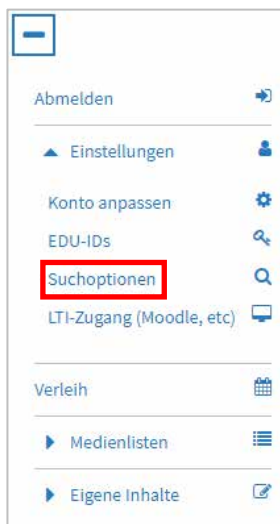 Abmelden
Einstellungen
Konto anpassen
EDU-IDs
Suchoptionen
LTI-Zugang (Moodle, etc)
Verleih
Medienlisten
Eigene Inhalte